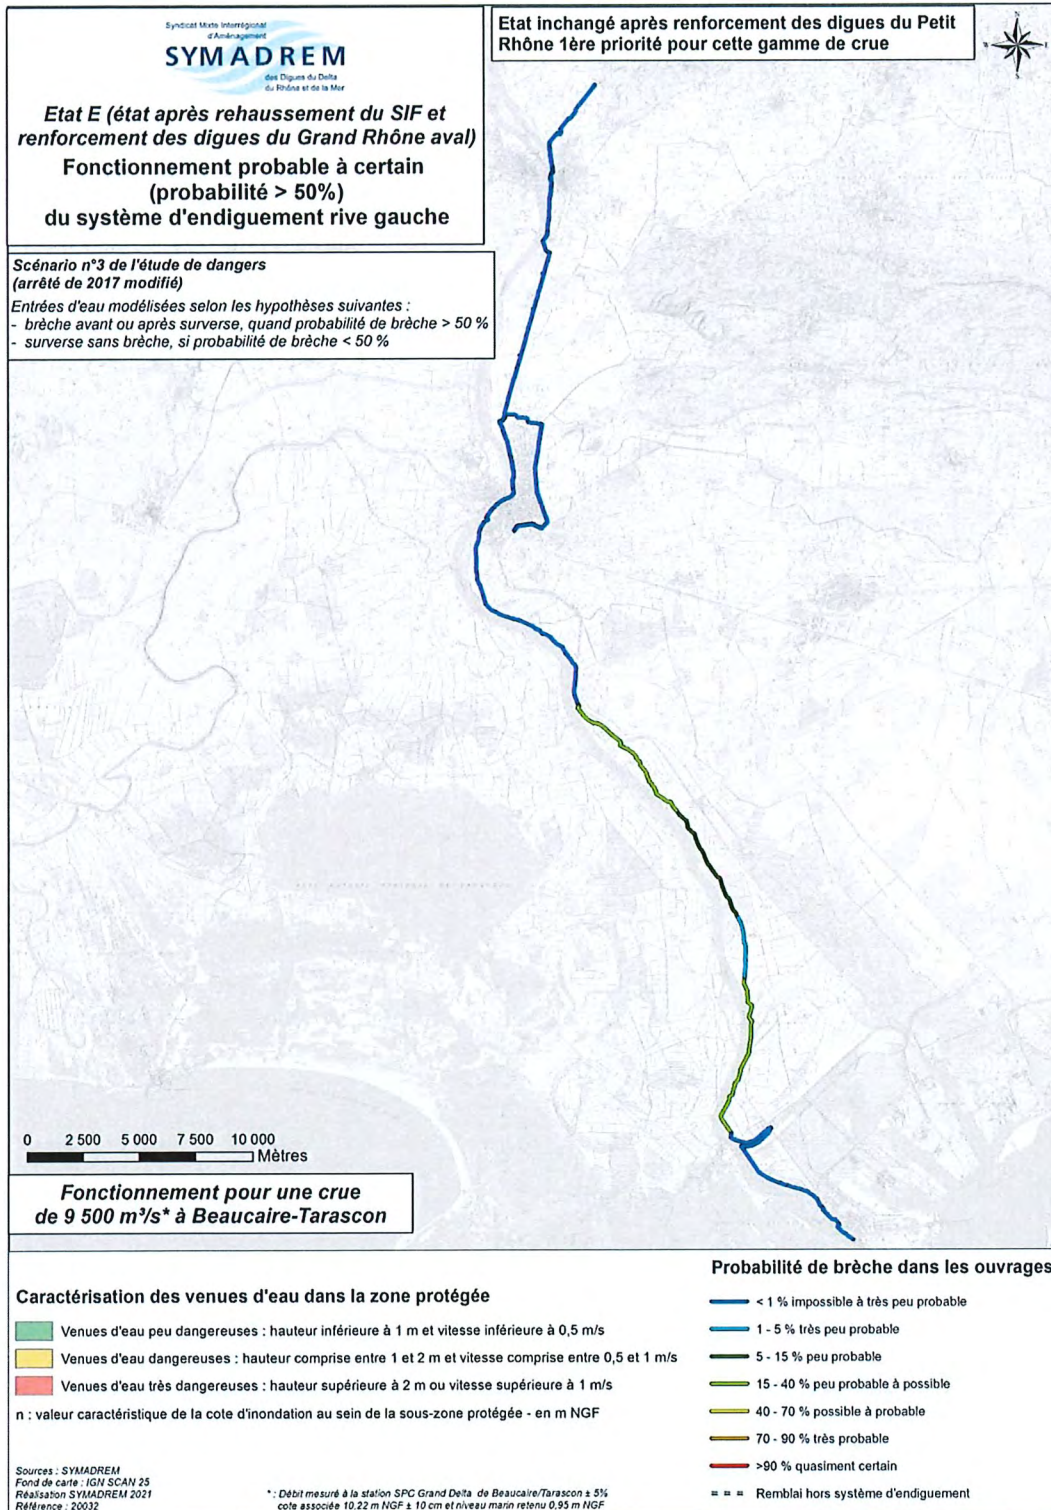 Syndicat Mixte Interrégional
d'Aménagement
SYMADREM
des Digues du Delta
du Rhône et de la Mer
Etat E (état après rehaussement du SIF et
renforcement des digues du Grand Rhône aval)
Fonctionnement probable à certain
(probabilité > 50%)
du système d'endiguement rive gauche
Etat inchangé après renforcement des digues du Petit
Rhône 1ère priorité pour cette gamme de crue
Scénario n°3 de l'étude de dangers
(arrêté de 2017 modifié)
Entrées d'eau modélisées selon les hypothèses suivantes :
- brèche avant ou après surverse, quand probabilité de brèche > 50 %
- surverse sans brèche, si probabilité de brèche < 50 %
0 2 500 5 000 7 500 10 000
Mètres
Fonctionnement pour une crue
de 9 500 m³/s* à Beaucaire-Tarascon
Caractérisation des venues d'eau dans la zone protégée
Venues d'eau peu dangereuses : hauteur inférieure à 1 m et vitesse inférieure à 0,5 m/s
Venues d'eau dangereuses : hauteur comprise entre 1 et 2 m et vitesse comprise entre 0,5 et 1 m/s
Venues d'eau très dangereuses : hauteur supérieure à 2 m ou vitesse supérieure à 1 m/s
n : valeur caractéristique de la cote d'inondation au sein de la sous-zone protégée - en m NGF
Probabilité de brèche dans les ouvrages
< 1 % impossible à très peu probable
1 - 5 % très peu probable
5 - 15 % peu probable
15 - 40 % peu probable à possible
40 - 70 % possible à probable
70 - 90 % très probable
>90 % quasiment certain
Remblai hors système d'endiguement
Sources : SYMADREM
Fond de carte : IGN SCAN 25
Réalisation SYMADREM 2021
Référence : 20032
* : Débit mesuré à la station SPC Grand Delta de Beaucaire/Tarascon ± 5%
cote associée 10,22 m NGF ± 10 cm et niveau marin retenu 0,95 m NGF